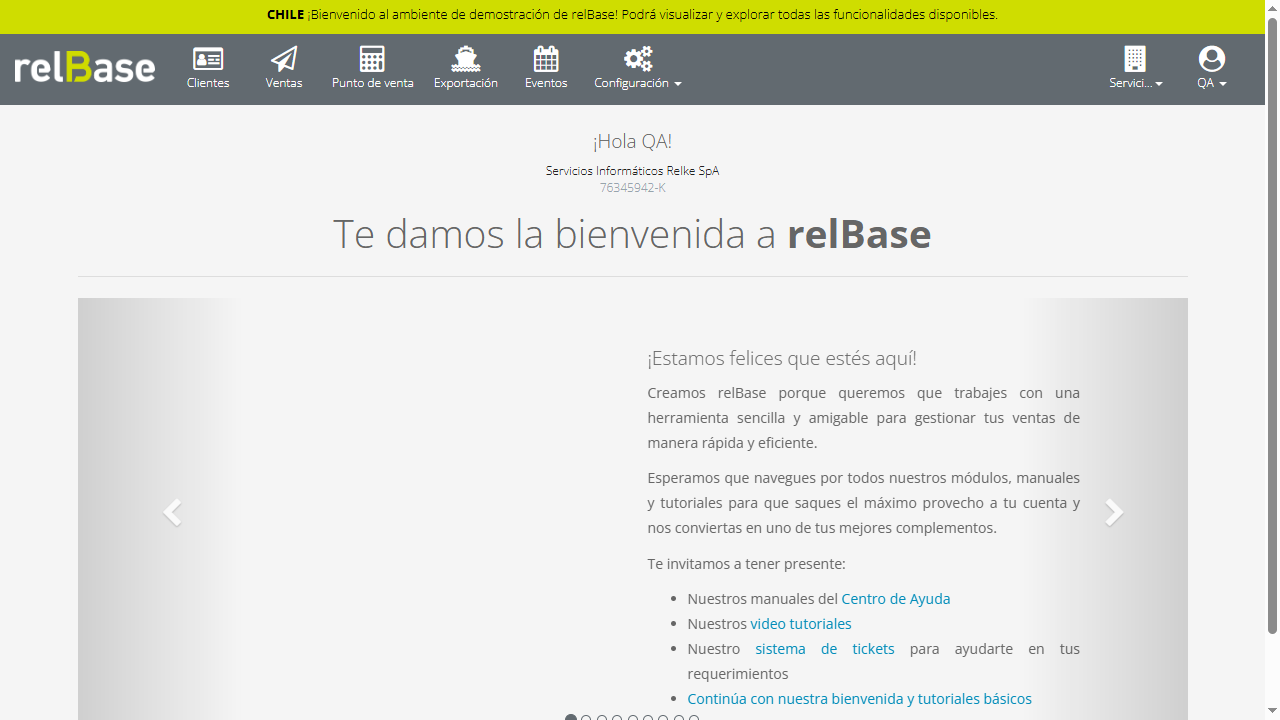 CHILE ¡Bienvenido al ambiente de demostración de relBase! Podrá visualizar y explorar todas las funcionalidades disponibles.
relBase
Clientes
Ventas
Punto de venta
Exportación
Eventos
Configuración
Servici...
QA
¡Hola QA!
Servicios Informáticos Relke SpA
76345942-K
Te damos la bienvenida a relBase
¡Estamos felices que estés aquí!
Creamos relBase porque queremos que trabajes con una
herramienta sencilla y amigable para gestionar tus ventas de
manera rápida y eficiente.
Esperamos que navegues por todos nuestros módulos, manuales
y tutoriales para que saques el máximo provecho a tu cuenta y
nos conviertas en uno de tus mejores complementos.
Te invitamos a tener presente:
Nuestros manuales del Centro de Ayuda
Nuestros video tutoriales
Nuestro sistema de tickets para ayudarte en tus
requerimientos
Continúa con nuestra bienvenida y tutoriales básicos